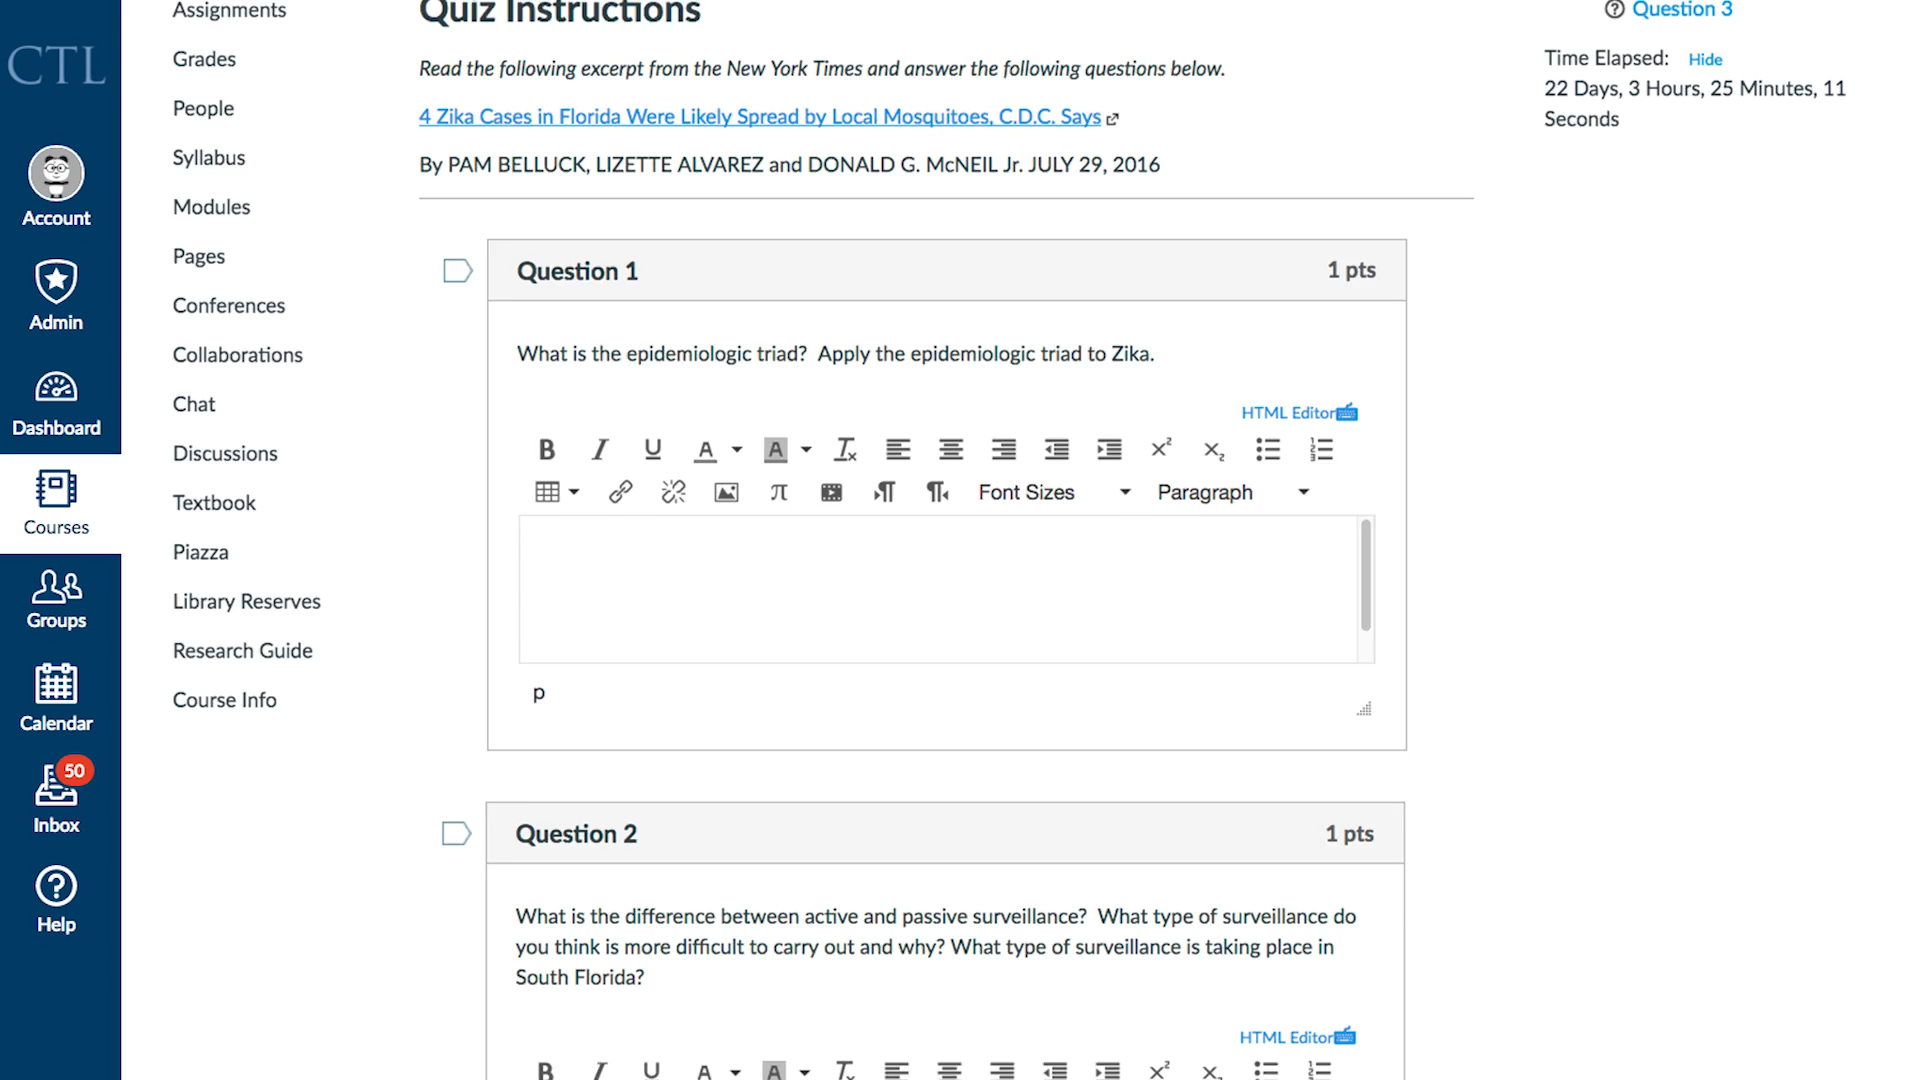 CTL
Account
Admin
Dashboard
Courses
Groups
Calendar
50
Inbox
Help
Assignments
Grades
People
Syllabus
Modules
Pages
Conferences
Collaborations
Chat
Discussions
Textbook
Piazza
Library Reserves
Research Guide
Course Info
Quiz Instructions
Read the following excerpt from the New York Times and answer the following questions below.
4 Zika Cases in Florida Were Likely Spread by Local Mosquitoes, C.D.C. Says
By PAM BELLUCK, LIZETTE ALVAREZ and DONALD G. McNEIL Jr. JULY 29, 2016
Question 1 1 pts
What is the epidemiologic triad?  Apply the epidemiologic triad to Zika.
HTML Editor
Font Sizes Paragraph
p
Question 2 1 pts
What is the difference between active and passive surveillance?  What type of surveillance do
you think is more difficult to carry out and why? What type of surveillance is taking place in
South Florida?
HTML Editor
Question 3
Time Elapsed: Hide
22 Days, 3 Hours, 25 Minutes, 11
Seconds